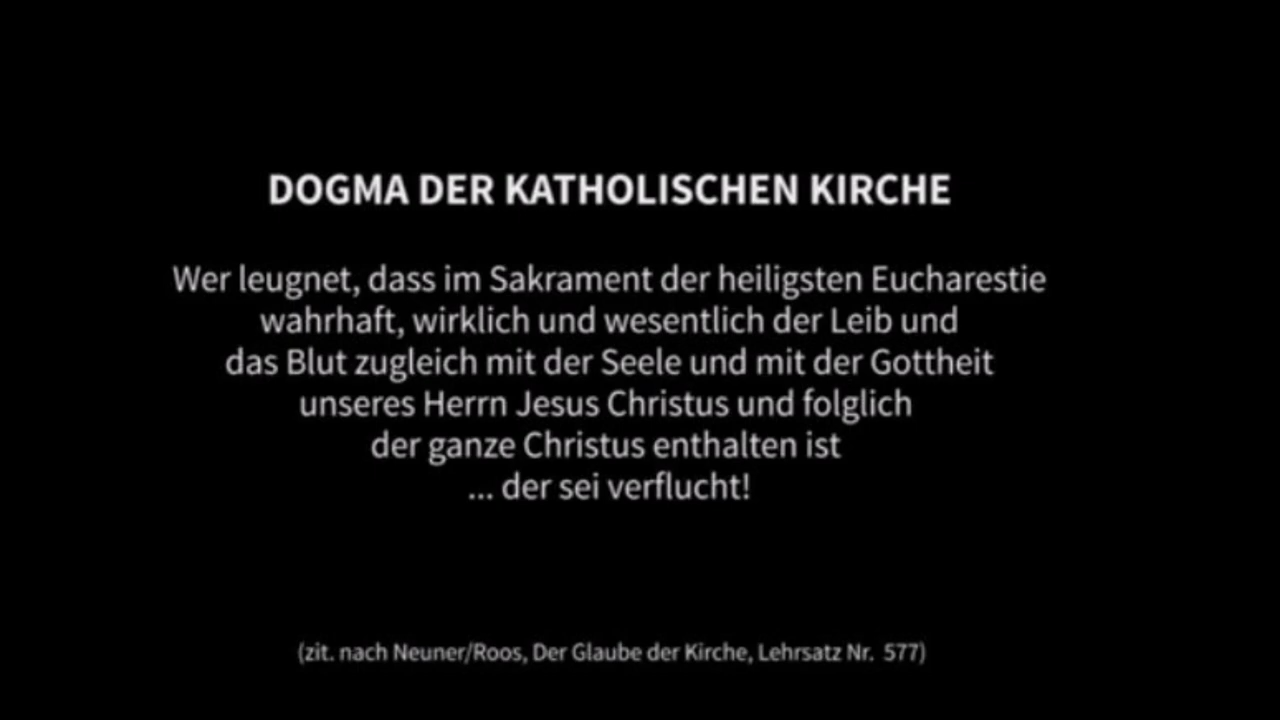 DOGMA DER KATHOLISCHEN KIRCHE
Wer leugnet, dass im Sakrament der heiligsten Eucharestie
wahrhaft, wirklich und wesentlich der Leib und
das Blut zugleich mit der Seele und mit der Gottheit
unseres Herrn Jesus Christus und folglich
der ganze Christus enthalten ist
... der sei verflucht!
(zit. nach Neuner/Roos, Der Glaube der Kirche, Lehrsatz Nr. 577)